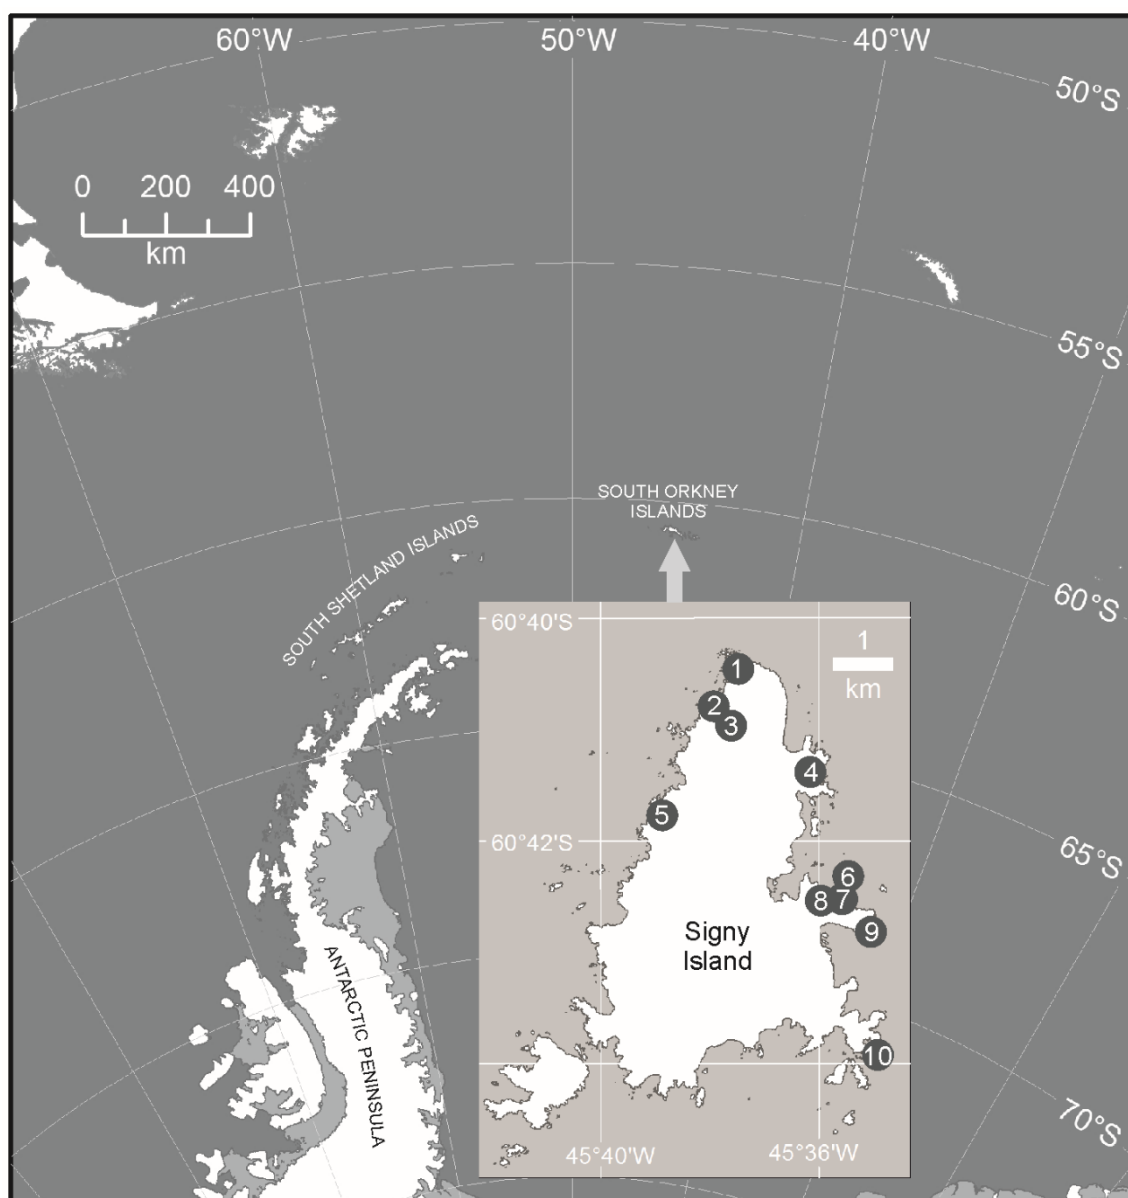 60°W
50°W
40°W
50°S
0 200 400
km
55°S
SOUTH ORKNEY
ISLANDS
SOUTH SHETLAND ISLANDS
60°S
60°40'S
1
km
1
2
3
4
5
60°42'S
65°S
6
7
8
9
Signy
Island
ANTARCTIC PENINSULA
10
70°S
45°40'W
45°36'W